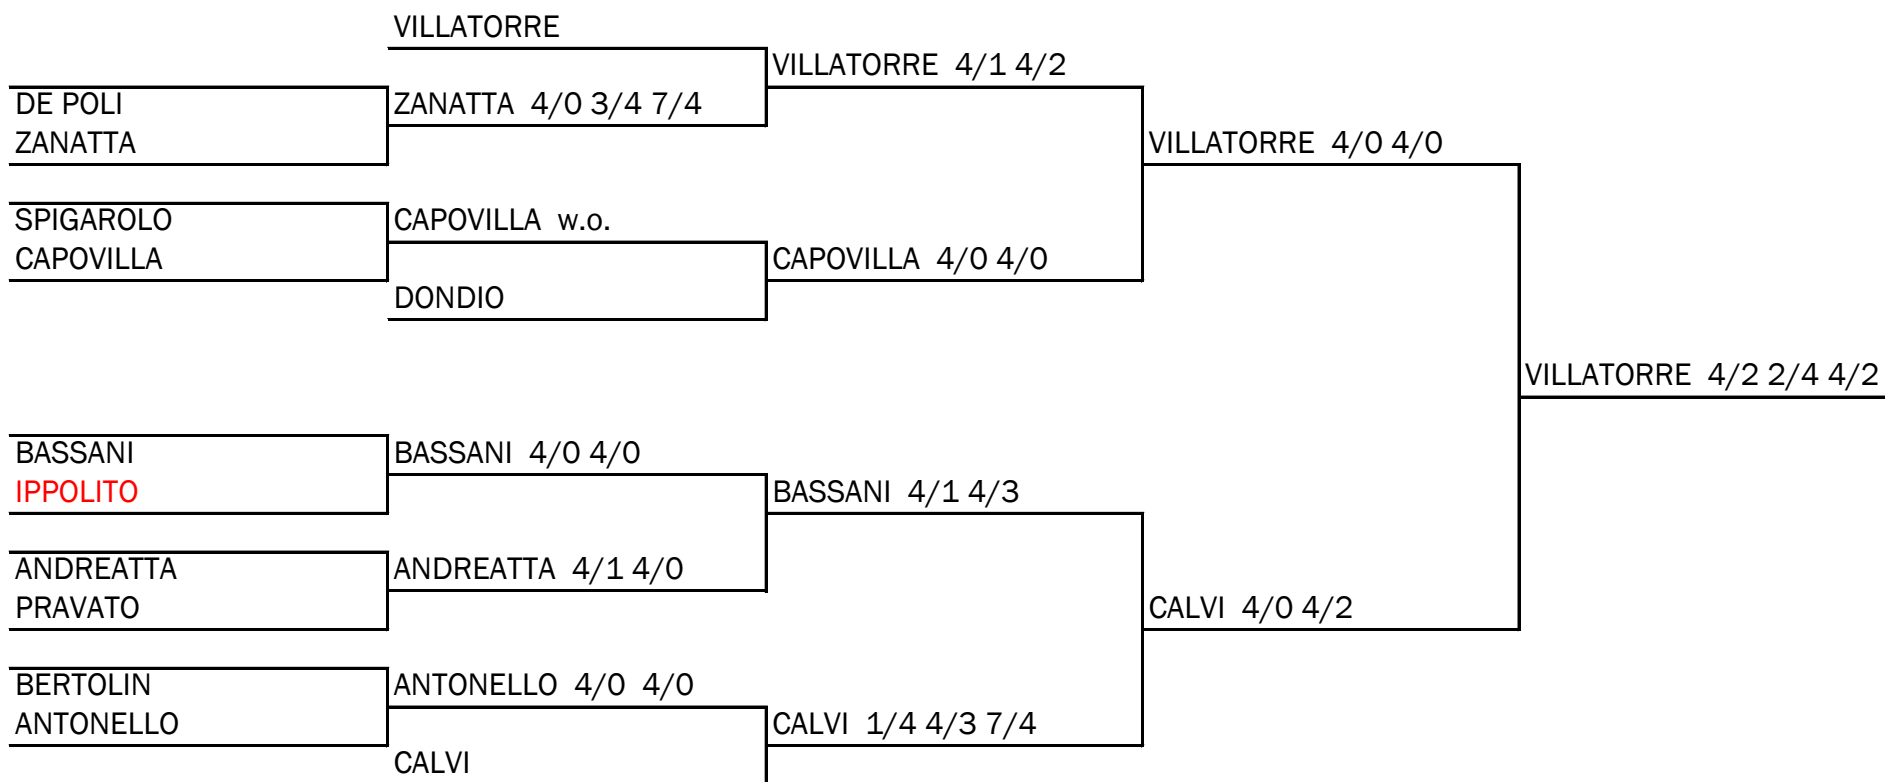 VILLATORRE
VILLATORRE 4/1 4/2
DE POLI
ZANATTA 4/0 3/4 7/4
ZANATTA
VILLATORRE 4/0 4/0
SPIGAROLO
CAPOVILLA w.o.
CAPOVILLA
CAPOVILLA 4/0 4/0
DONDIO
VILLATORRE 4/2 2/4 4/2
BASSANI
BASSANI 4/0 4/0
IPPOLITO
BASSANI 4/1 4/3
ANDREATTA
ANDREATTA 4/1 4/0
PRAVATO
CALVI 4/0 4/2
BERTOLIN
ANTONELLO 4/0 4/0
ANTONELLO
CALVI 1/4 4/3 7/4
CALVI